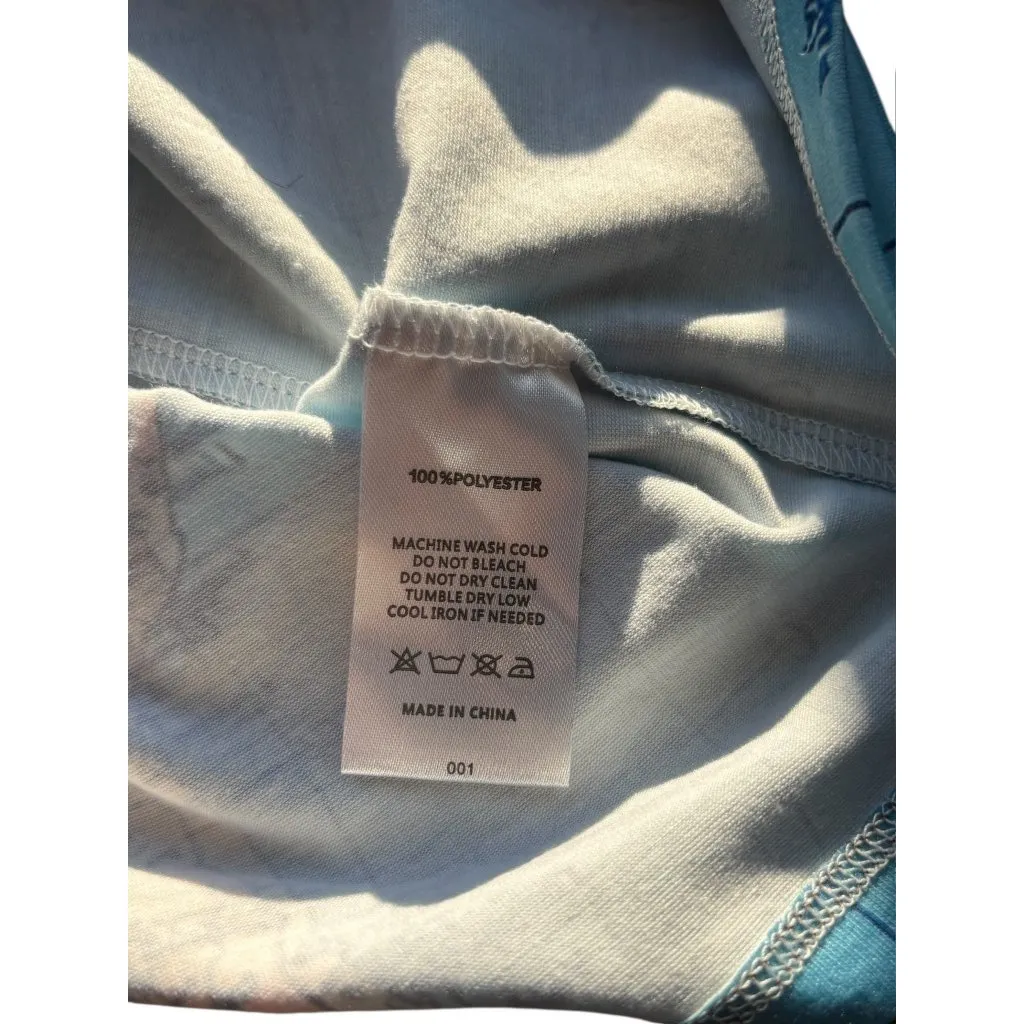 100%POLYESTER
MACHINE WASH COLD
DO NOT BLEACH
DO NOT DRY CLEAN
TUMBLE DRY LOW
COOL IRON IF NEEDED
MADE IN CHINA
001